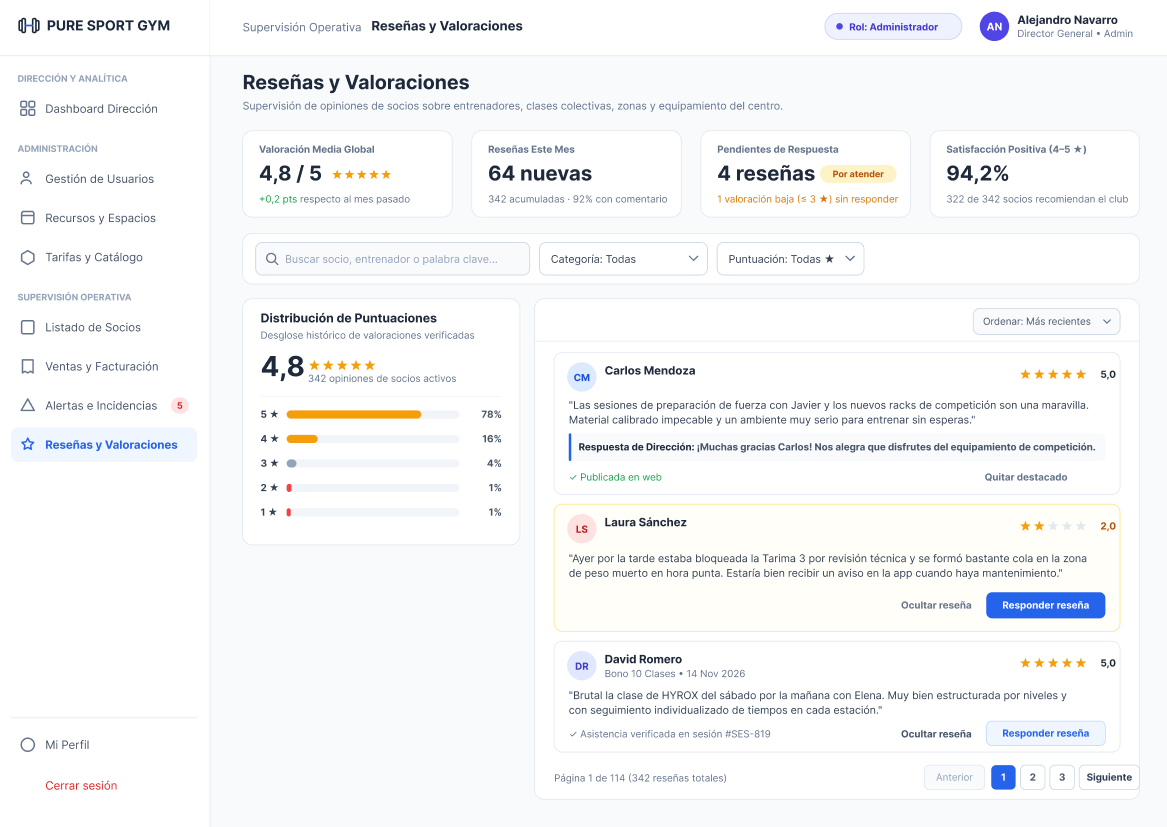 PURE SPORT GYM
Supervisión Operativa Reseñas y Valoraciones
Rol: Administrador
AN
Alejandro Navarro
Director General • Admin
DIRECCIÓN Y ANALÍTICA
Dashboard Dirección
ADMINISTRACIÓN
Gestión de Usuarios
Recursos y Espacios
Tarifas y Catálogo
SUPERVISIÓN OPERATIVA
Listado de Socios
Ventas y Facturación
Alertas e Incidencias 5
Reseñas y Valoraciones
Mi Perfil
Cerrar sesión
Reseñas y Valoraciones
Supervisión de opiniones de socios sobre entrenadores, clases colectivas, zonas y equipamiento del centro.
Valoración Media Global
4,8 / 5 ★★★★★
+0,2 pts respecto al mes pasado
Reseñas Este Mes
64 nuevas
342 acumuladas · 92% con comentario
Pendientes de Respuesta
4 reseñas Por atender
1 valoración baja (≤ 3 ★) sin responder
Satisfacción Positiva (4–5 ★)
94,2%
322 de 342 socios recomiendan el club
Buscar socio, entrenador o palabra clave...
Categoría: Todas
Puntuación: Todas ★
Distribución de Puntuaciones
Desglose histórico de valoraciones verificadas
4,8 ★★★★★
342 opiniones de socios activos
5 ★ 78%
4 ★ 16%
3 ★ 4%
2 ★ 1%
1 ★ 1%
Ordenar: Más recientes
CM
Carlos Mendoza
★★★★★ 5,0
"Las sesiones de preparación de fuerza con Javier y los nuevos racks de competición son una maravilla.
Material calibrado impecable y un ambiente muy serio para entrenar sin esperas."
Respuesta de Dirección: ¡Muchas gracias Carlos! Nos alegra que disfrutes del equipamiento de competición.
✓ Publicada en web
Quitar destacado
LS
Laura Sánchez
★★★★★ 2,0
"Ayer por la tarde estaba bloqueada la Tarima 3 por revisión técnica y se formó bastante cola en la zona
de peso muerto en hora punta. Estaría bien recibir un aviso en la app cuando haya mantenimiento."
Ocultar reseña
Responder reseña
DR
David Romero
Bono 10 Clases • 14 Nov 2026
★★★★★ 5,0
"Brutal la clase de HYROX del sábado por la mañana con Elena. Muy bien estructurada por niveles y
con seguimiento individualizado de tiempos en cada estación."
✓ Asistencia verificada en sesión #SES-819
Ocultar reseña
Responder reseña
Página 1 de 114 (342 reseñas totales)
Anterior 1 2 3 Siguiente